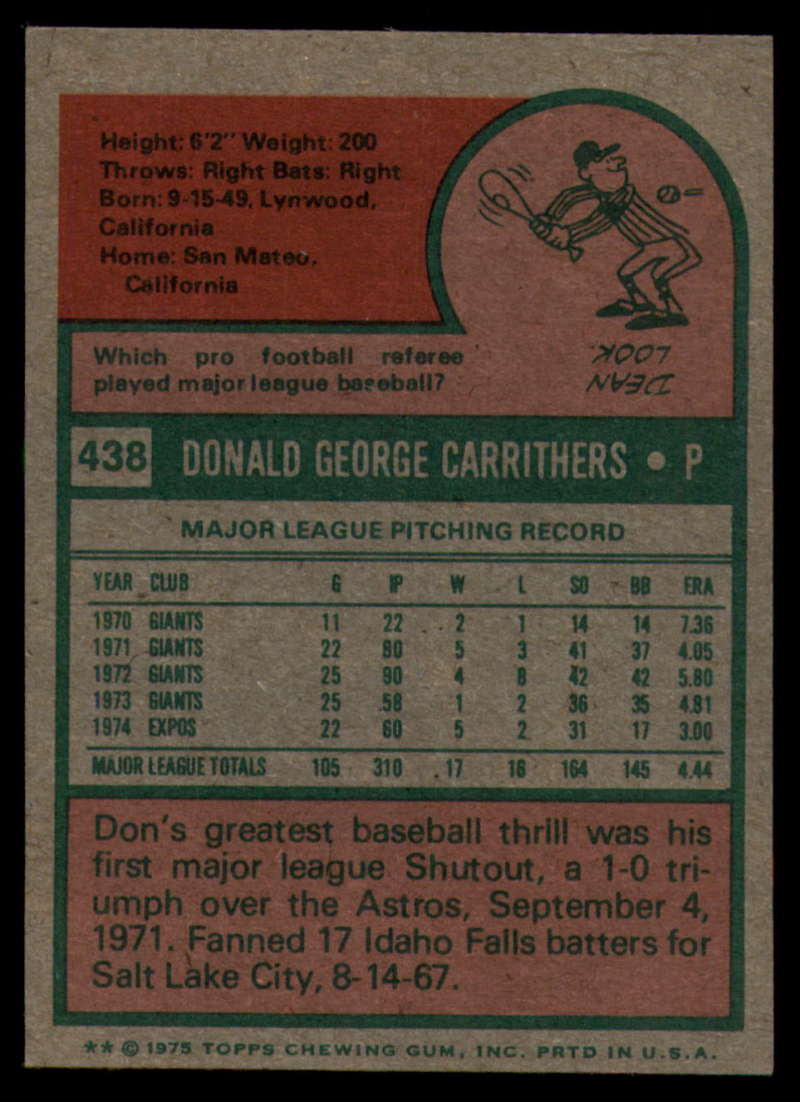 Height: 6'2" Weight: 200
Throws: Right Bats: Right
Born: 9-15-49, Lynwood,
California
Home: San Mateo,
California
Which pro football referee
played major league baseball?
DEAN
LOOK.
438 DONALD GEORGE CARRITHERS • P
MAJOR LEAGUE PITCHING RECORD
YEAR CLUB G IP W L SO BB ERA
1970 GIANTS 11 22 2 1 14 14 7.36
1971 GIANTS 22 80 5 3 41 37 4.05
1972 GIANTS 25 90 4 8 42 42 5.80
1973 GIANTS 25 58 1 2 36 35 4.81
1974 EXPOS 22 60 5 2 31 17 3.00
MAJOR LEAGUE TOTALS 105 310 17 16 164 145 4.44
Don's greatest baseball thrill was his
first major league Shutout, a 1-0 tri-
umph over the Astros, September 4,
1971. Fanned 17 Idaho Falls batters for
Salt Lake City, 8-14-67.
** © 1975 TOPPS CHEWING GUM, INC. PRTD IN U.S.A.